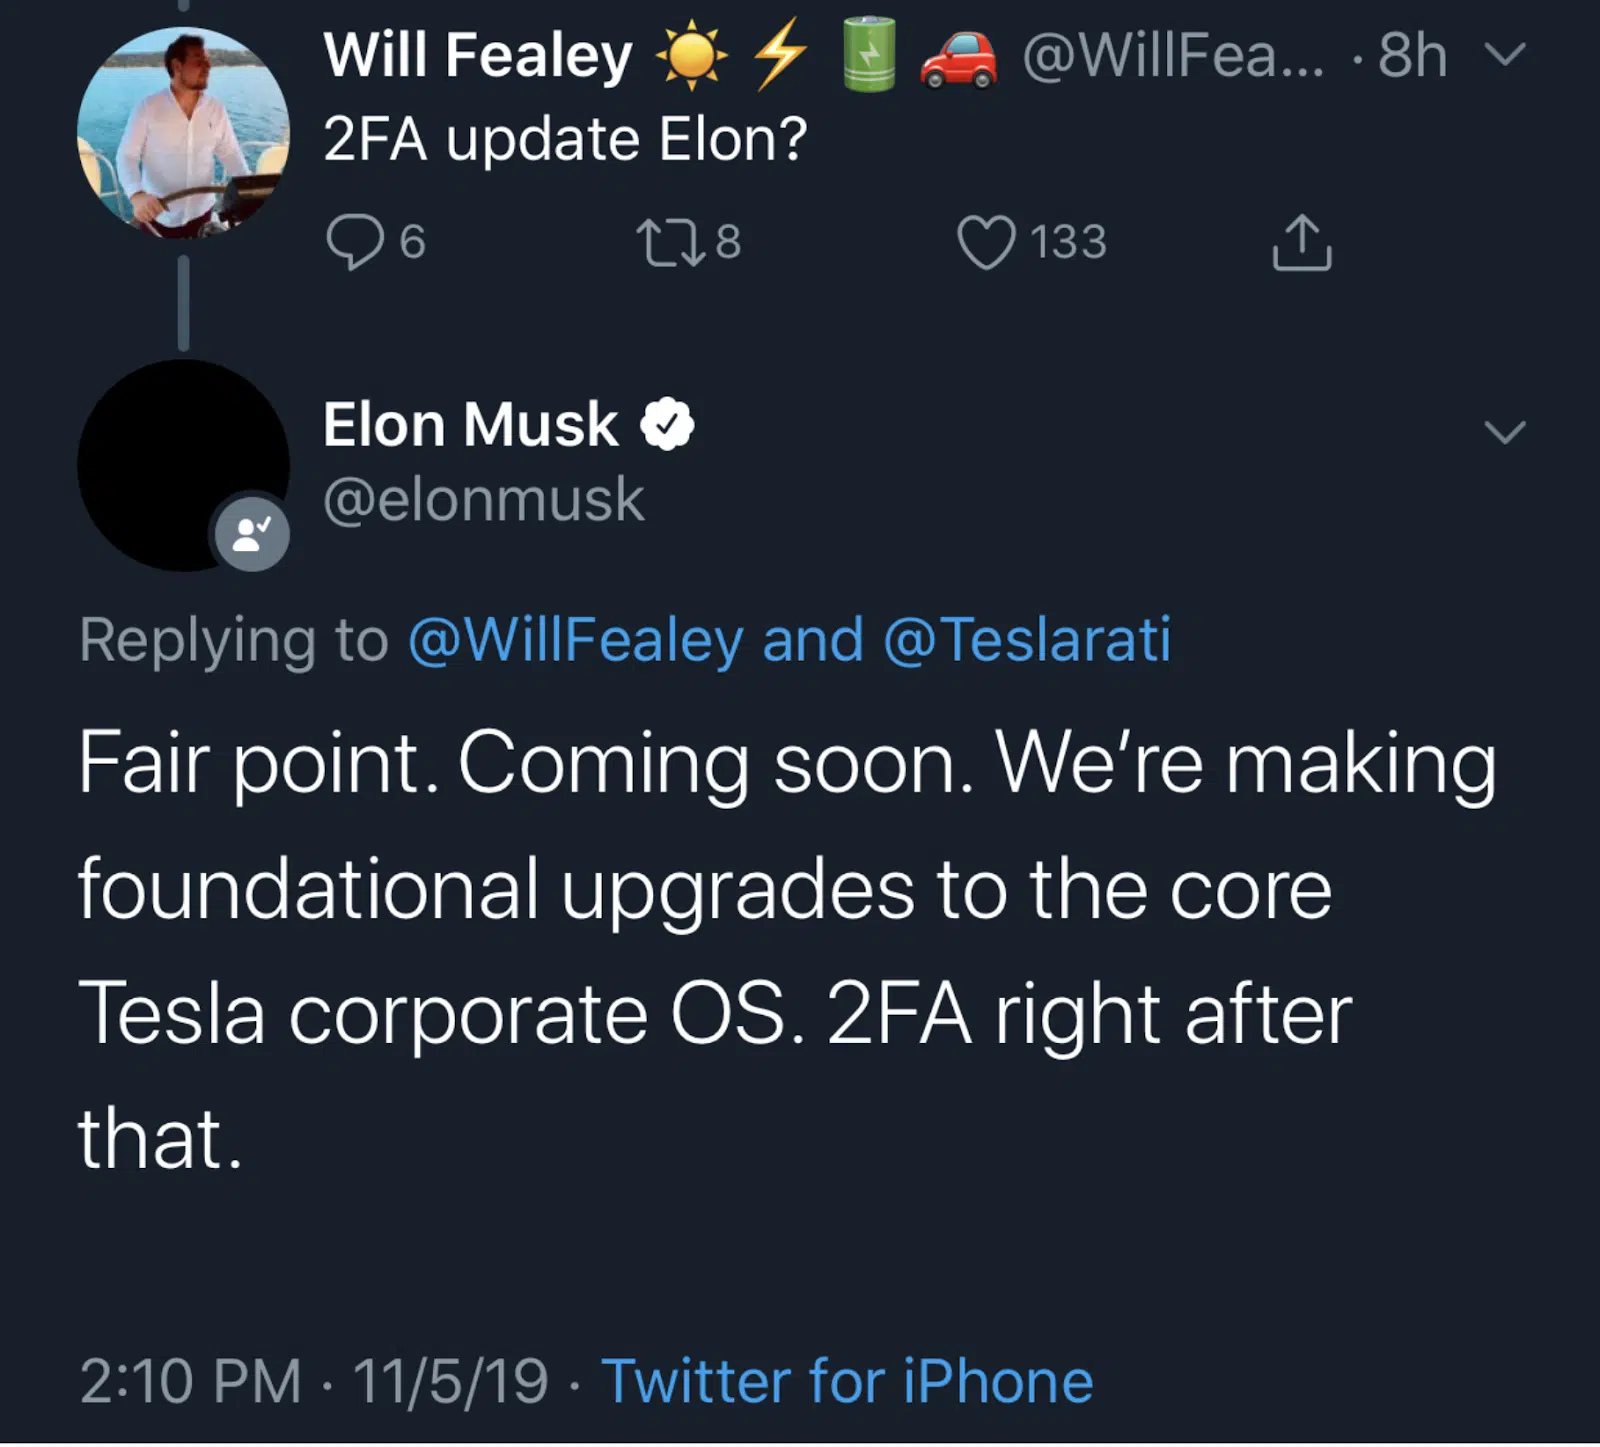 Will Fealey ☀️⚡🔋🚗 @WillFea... · 8h
2FA update Elon?
6 8 133
Elon Musk
@elonmusk
Replying to @WillFealey and @Teslarati
Fair point. Coming soon. We’re making
foundational upgrades to the core
Tesla corporate OS. 2FA right after
that.
2:10 PM · 11/5/19 · Twitter for iPhone